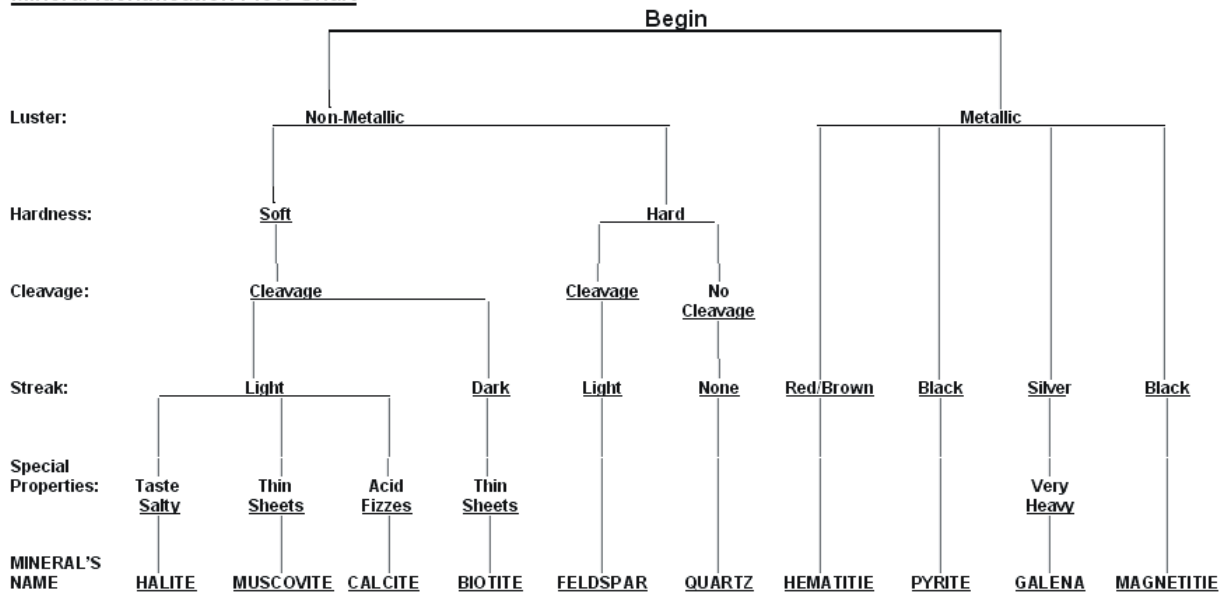 Begin
Luster: Non-Metallic Metallic
Hardness: Soft Hard
Cleavage: Cleavage Cleavage No
Cleavage
Streak: Light Dark Light None Red/Brown Black Silver Black
Special
Properties: Taste Thin Acid Thin Very
Salty Sheets Fizzes Sheets Heavy
MINERAL'S
NAME HALITE MUSCOVITE CALCITE BIOTITE FELDSPAR QUARTZ HEMATITIE PYRITE GALENA MAGNETITIE